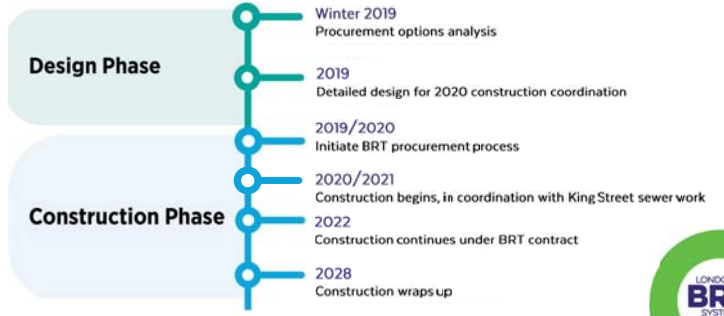 Winter 2019
Procurement options analysis
Design Phase
2019
Detailed design for 2020 construction coordination
2019/2020
Initiate BRT procurement process
2020/2021
Construction begins, in coordination with King Street sewer work
Construction Phase
2022
Construction continues under BRT contract
2028
Construction wraps up